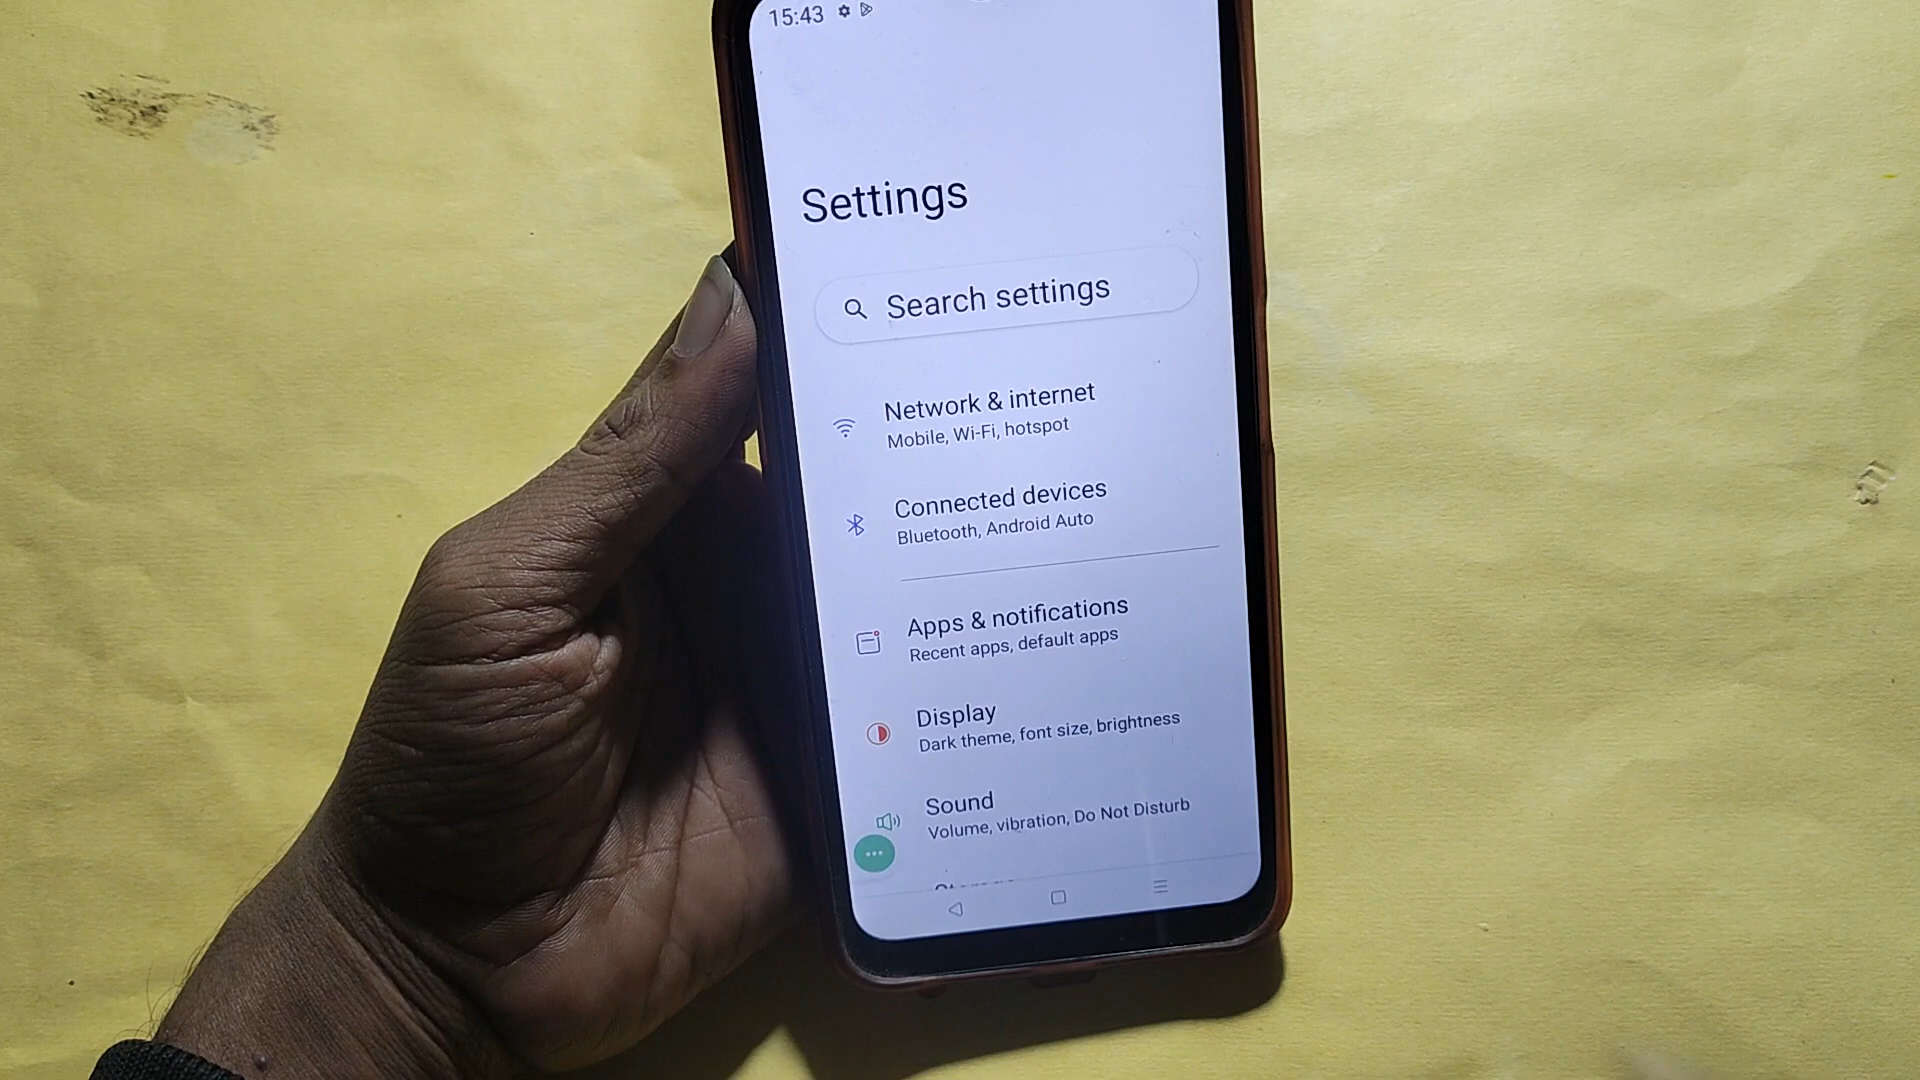 15:43
Settings
Search settings
Network & internet
Mobile, Wi-Fi, hotspot
Connected devices
Bluetooth, Android Auto
Apps & notifications
Recent apps, default apps
Display
Dark theme, font size, brightness
Sound
Volume, vibration, Do Not Disturb